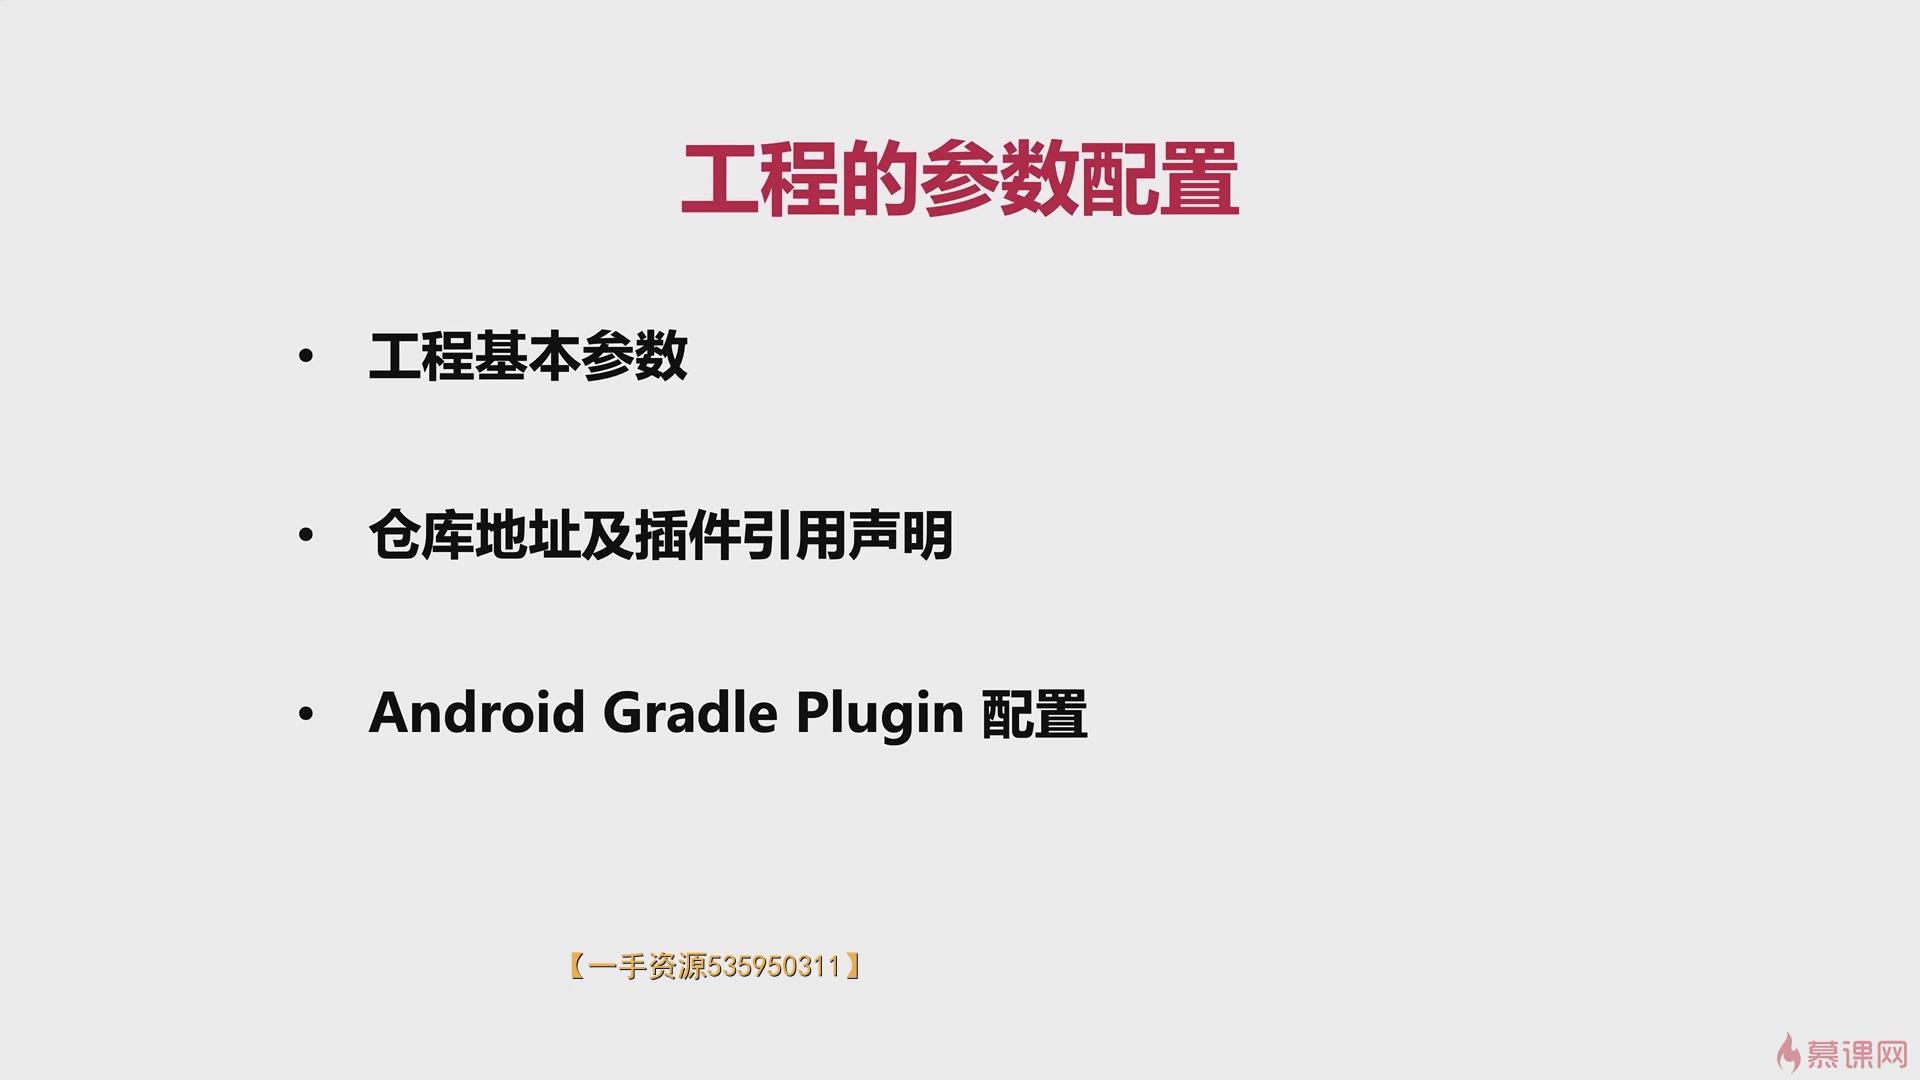 工程的参数配置
• 工程基本参数
• 仓库地址及插件引用声明
• Android Gradle Plugin 配置
【一手资源535950311】
慕课网